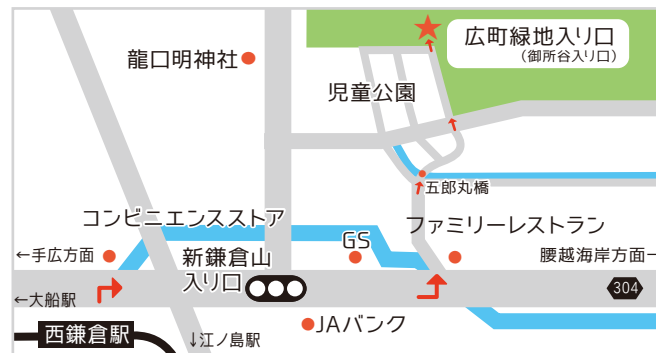 広町緑地入り口
(御所谷入り口)
龍口明神社
児童公園
五郎丸橋
コンビニエンスストア
ファミリーレストラン
GS
←手広方面
新鎌倉山
入り口
腰越海岸方面→
304
←大船駅
JAバンク
西鎌倉駅
↓江ノ島駅